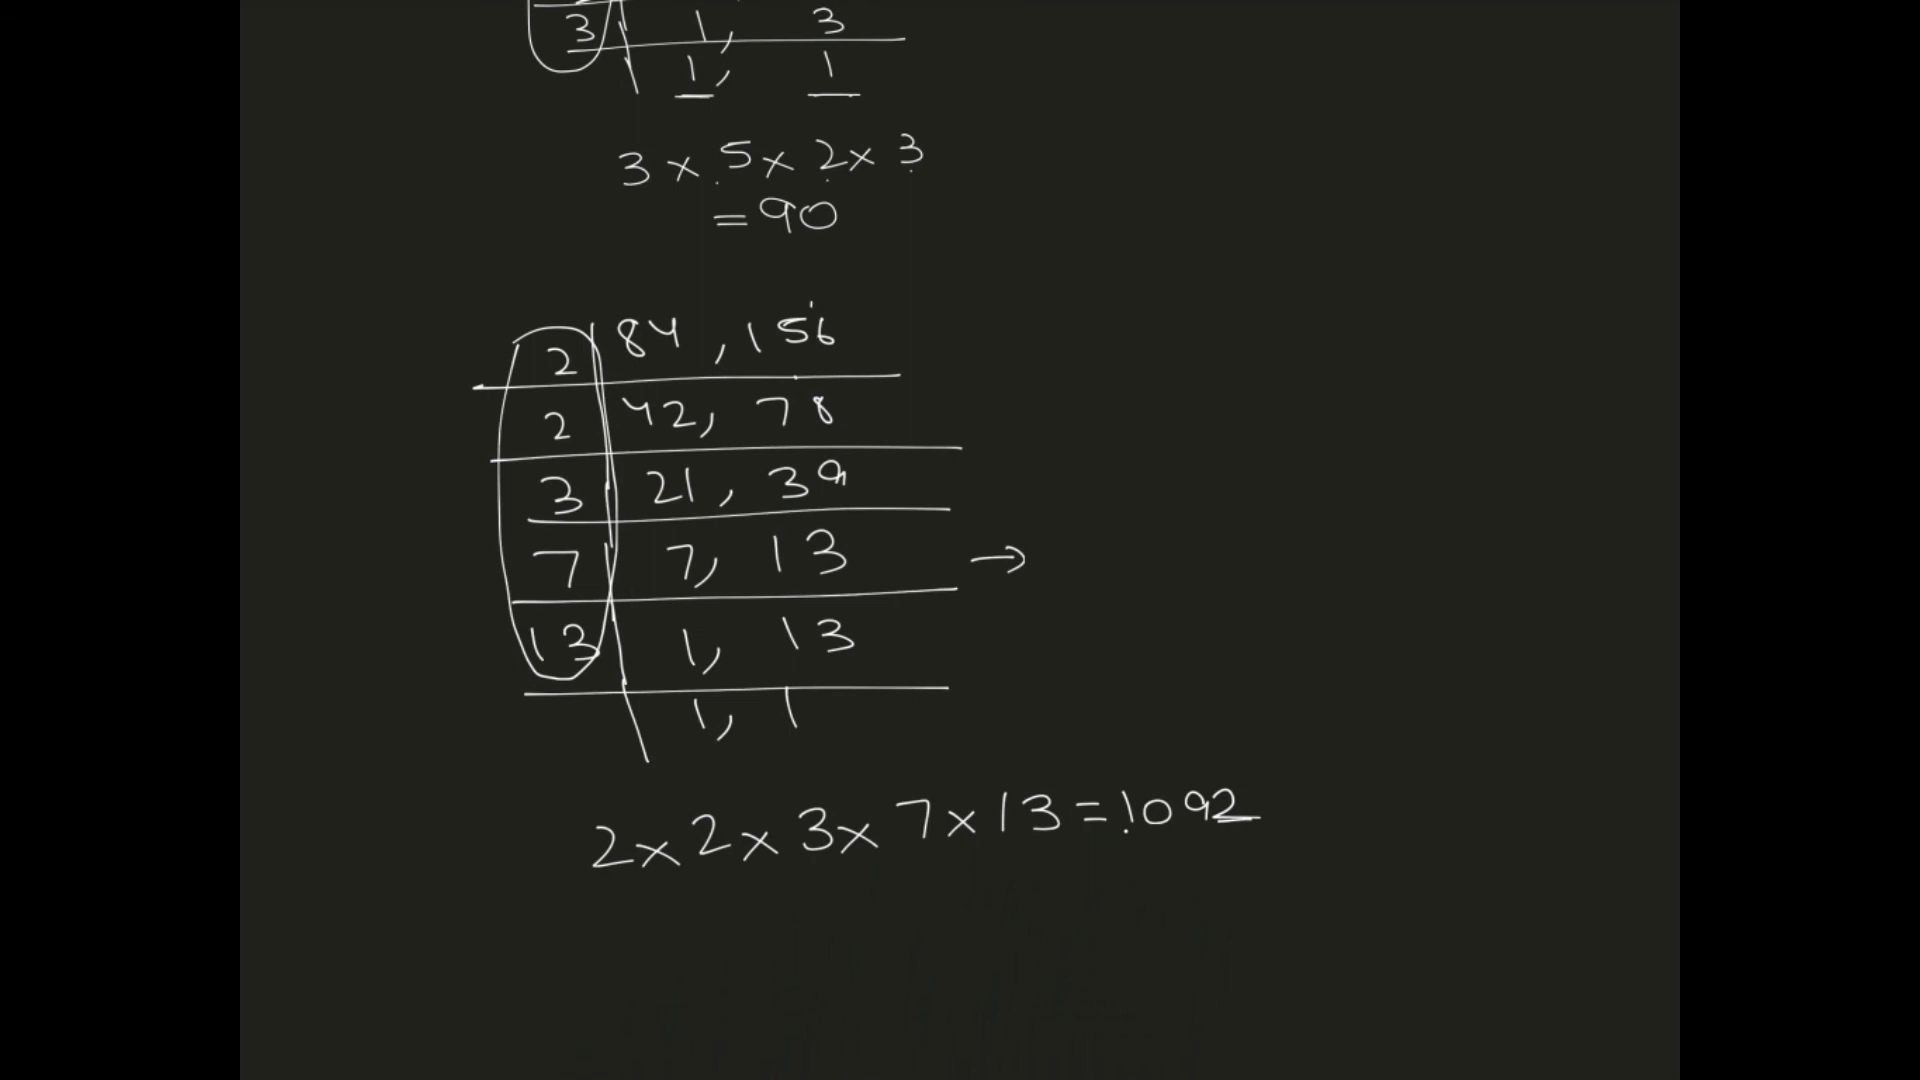 3 | 1, 3
1, 1
3 x 5 x 2 x 3
= 90
2 | 84, 156
2 | 42, 78
3 | 21, 39
7 | 7, 13 →
13 | 1, 13
| 1, 1
2 x 2 x 3 x 7 x 13 = 1092